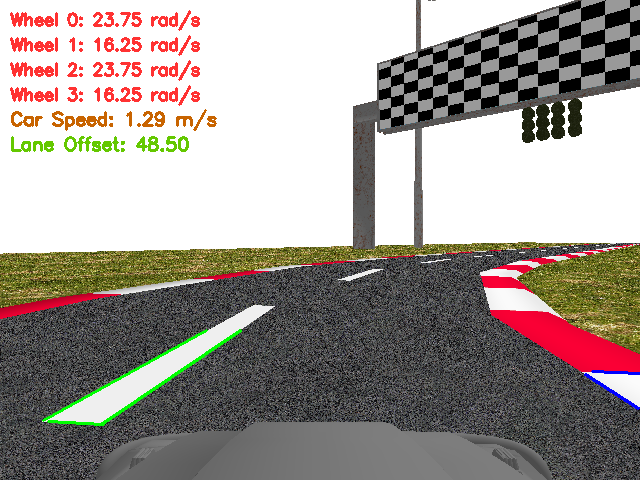 Wheel 0: 23.75 rad/s
Wheel 1: 16.25 rad/s
Wheel 2: 23.75 rad/s
Wheel 3: 16.25 rad/s
Car Speed: 1.29 m/s
Lane Offset: 48.50